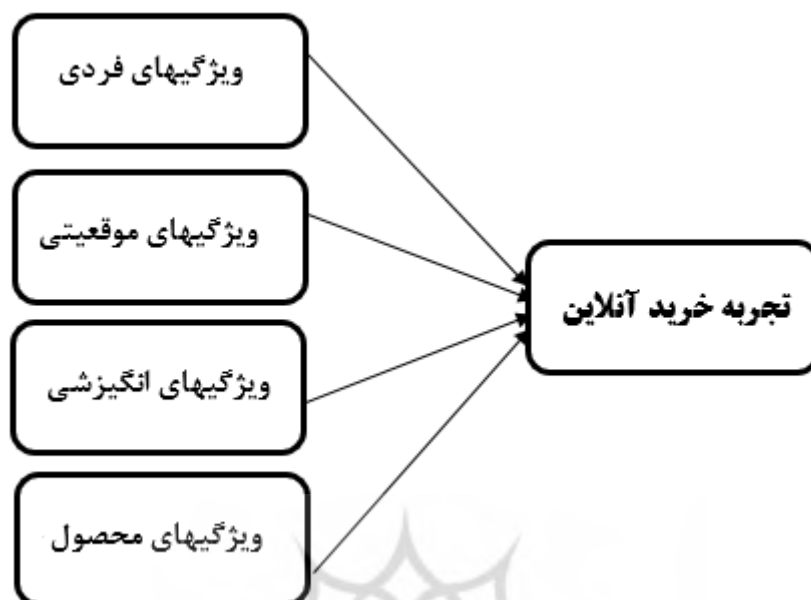 ویژگیهای فردی
ویژگیهای موقعیتی
ویژگیهای انگیزشی
ویژگیهای محصول
تجربه خرید آنلاین